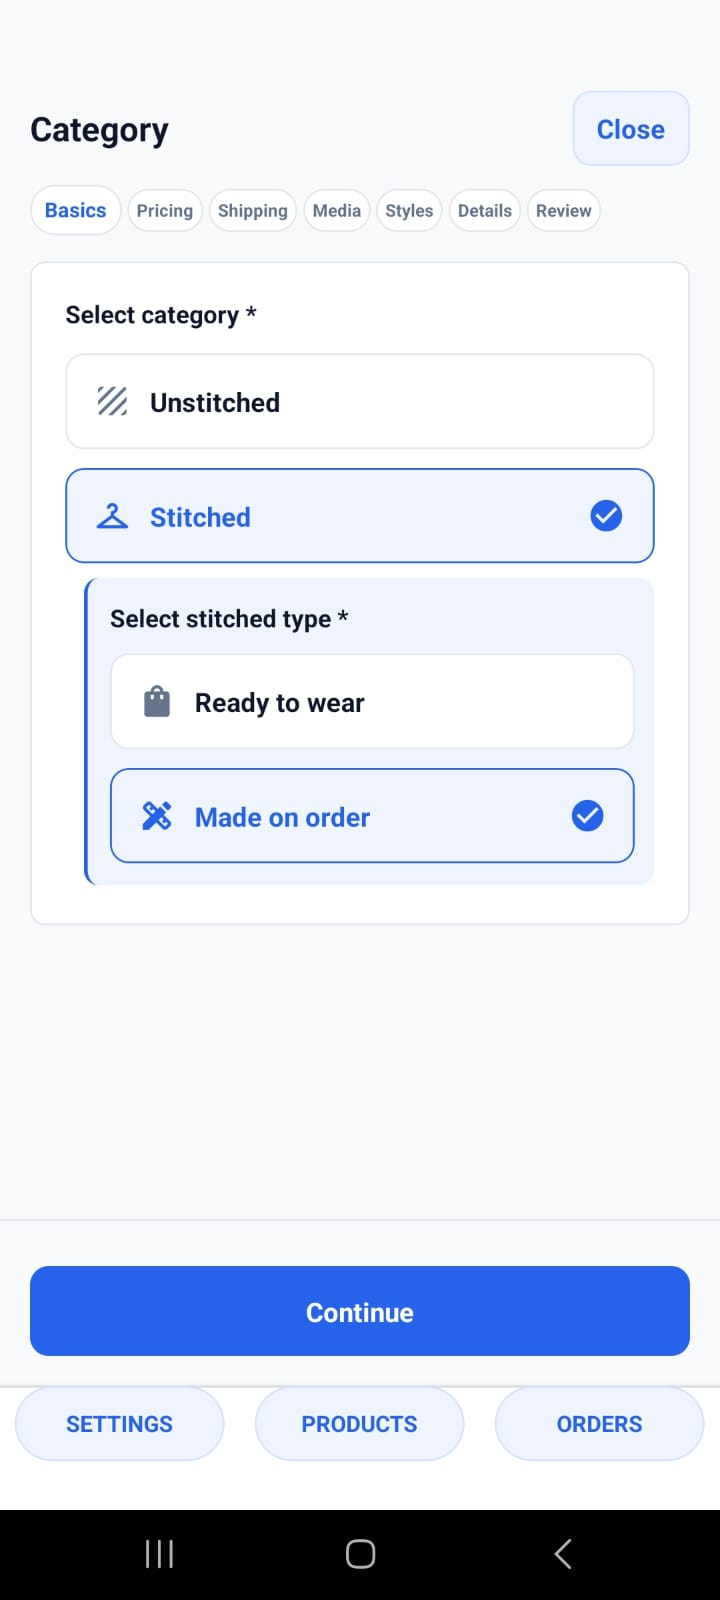 Category
Close
Basics
Pricing
Shipping
Media
Styles
Details
Review
Select category *
Unstitched
Stitched
Select stitched type *
Ready to wear
Made on order
Continue
SETTINGS
PRODUCTS
ORDERS